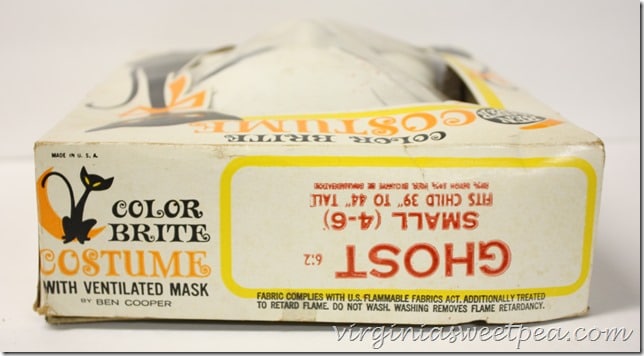 COLOR BRITE
COSTUME
MADE IN U.S.A.
COLOR
BRITE
COSTUME
WITH VENTILATED MASK
BY BEN COOPER
GHOST
612
SMALL (4-6)
FITS CHILD 39" TO 44" TALL
FABRIC COMPLIES WITH U.S. FLAMMABLE FABRICS ACT. ADDITIONALLY TREATED
TO RETARD FLAME. DO NOT WASH. WASHING REMOVES FLAME RETARDANCY.
virginiasweetpea.com